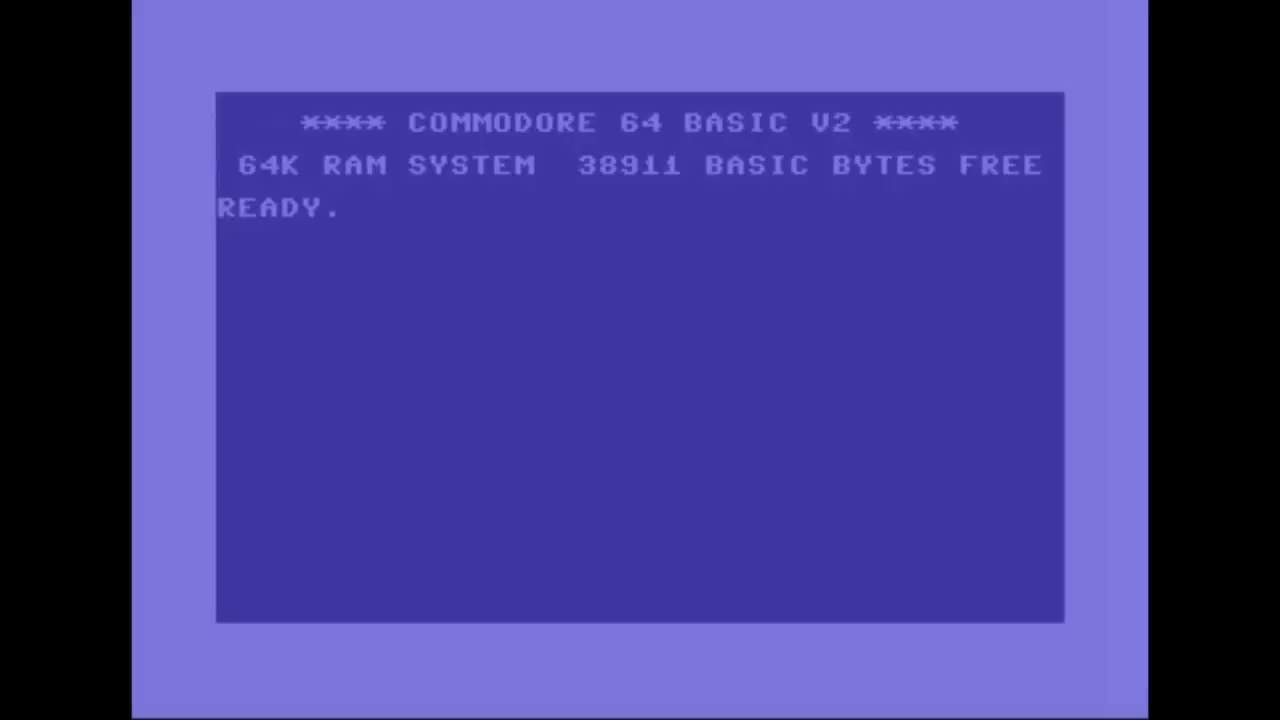 **** COMMODORE 64 BASIC V2 ****
64K RAM SYSTEM  38911 BASIC BYTES FREE
READY.